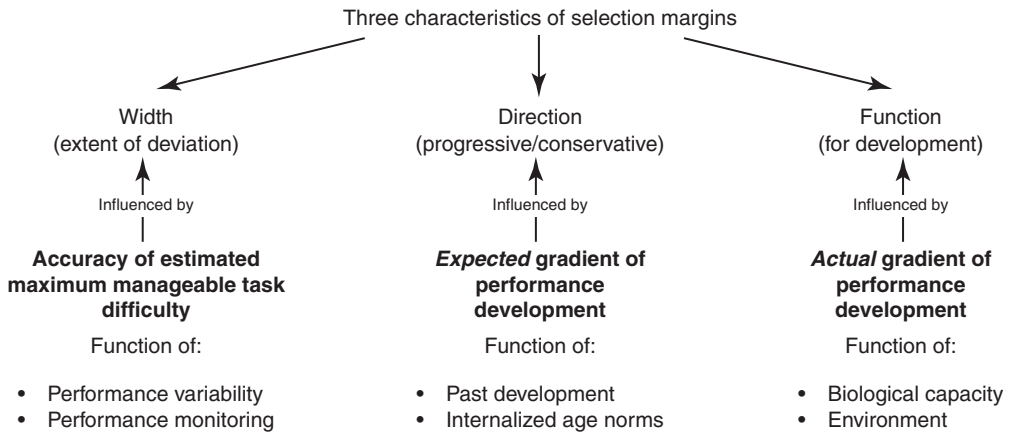 Three characteristics of selection margins
Width
(extent of deviation)
Influenced by
Accuracy of estimated
maximum manageable task
difficulty
Function of:
• Performance variability
• Performance monitoring
Direction
(progressive/conservative)
Influenced by
Expected gradient of
performance
development
Function of:
• Past development
• Internalized age norms
Function
(for development)
Influenced by
Actual gradient of
performance
development
Function of:
• Biological capacity
• Environment